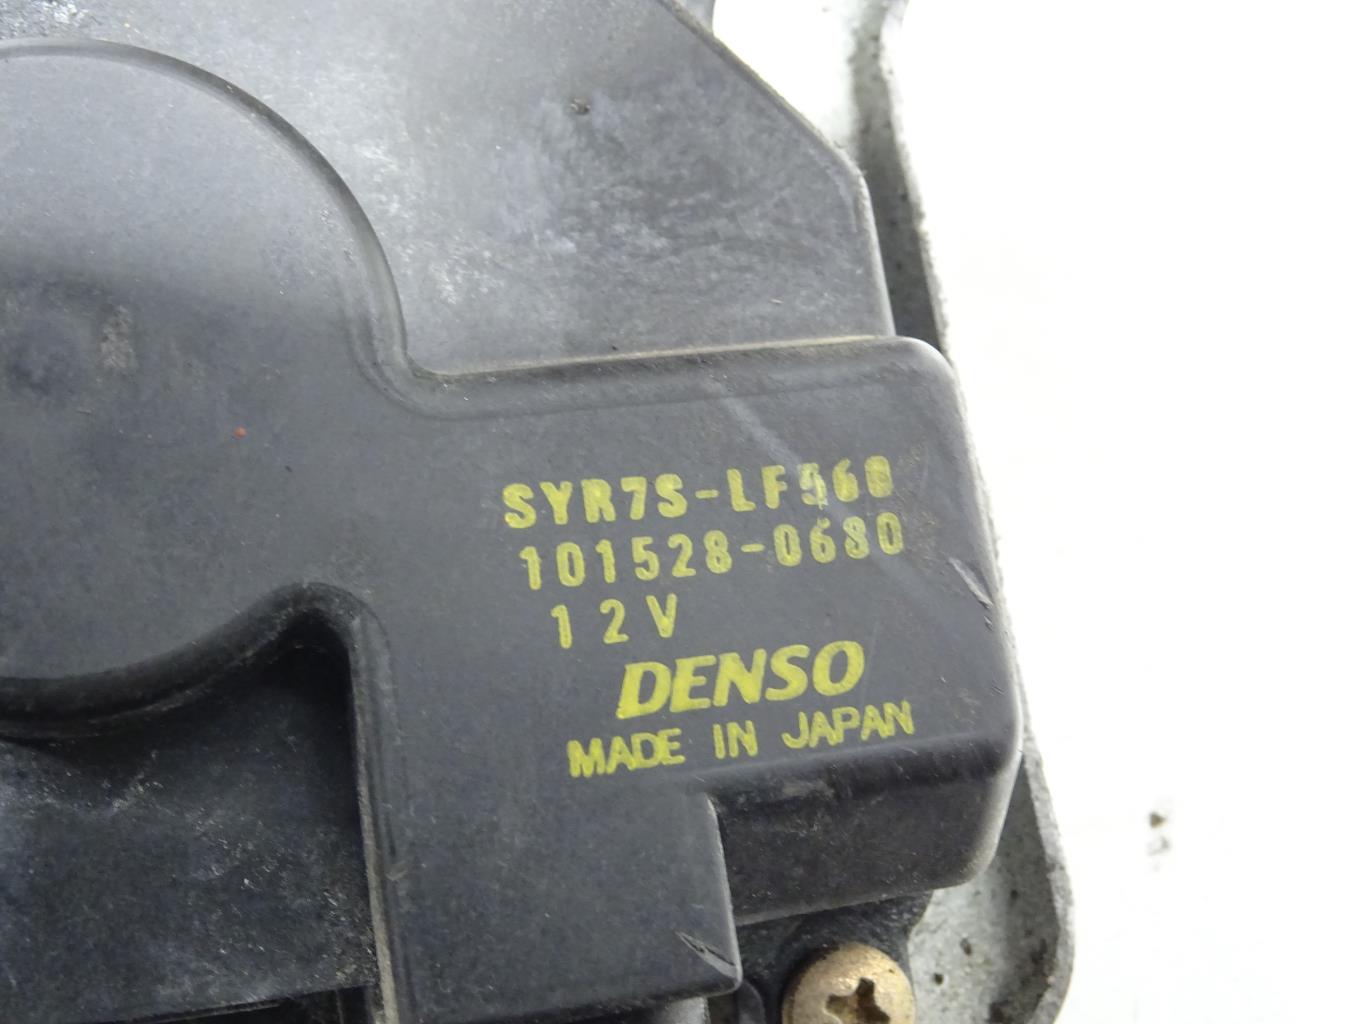 SYR7S-LF560
101528-0680
12V
DENSO
MADE IN JAPAN